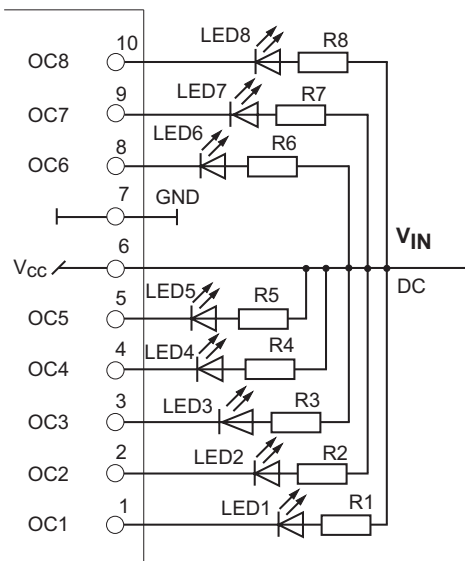 10 LED8 R8
OC8
9 LED7 R7
OC7
8 LED6 R6
OC6
7 GND
6 VIN
VCC DC
5 LED5 R5
OC5
4 LED4 R4
OC4
3 LED3 R3
OC3
2 LED2 R2
OC2
1 LED1 R1
OC1